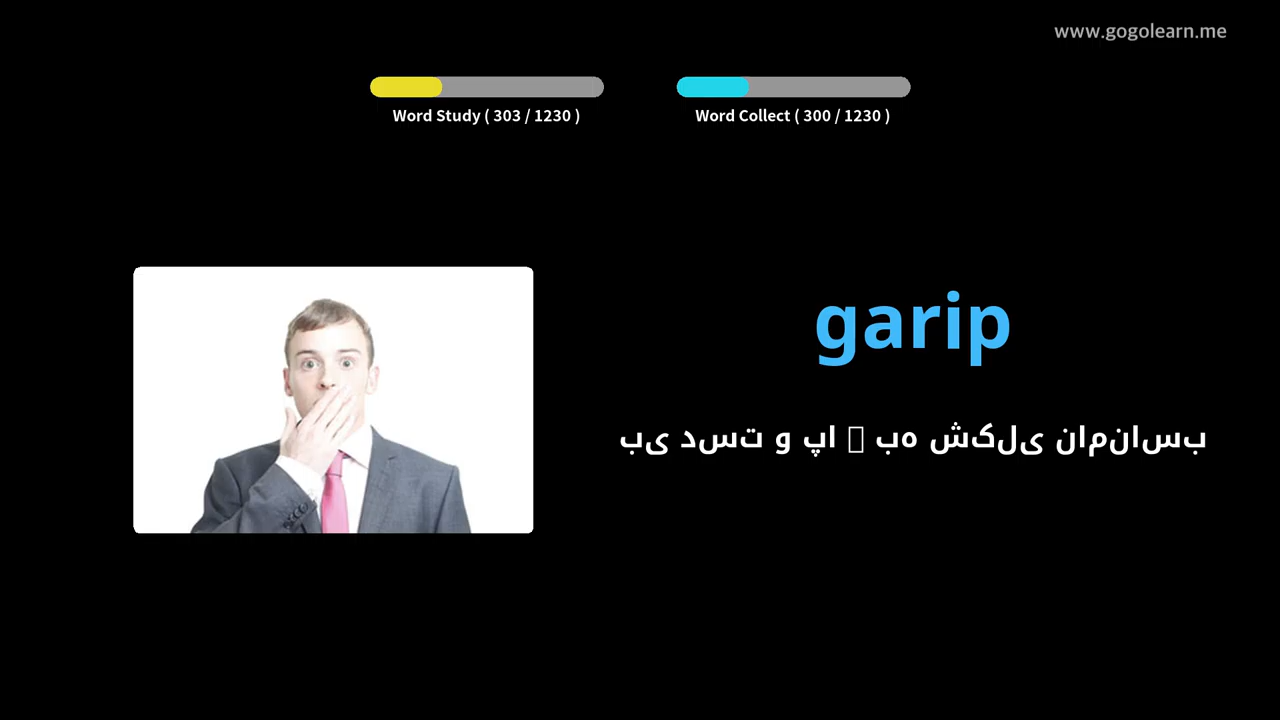 www.gogolearn.me
Word Study ( 303 / 1230 )
Word Collect ( 300 / 1230 )
garip
بسانمان یلکش هب اپ و تسد یب